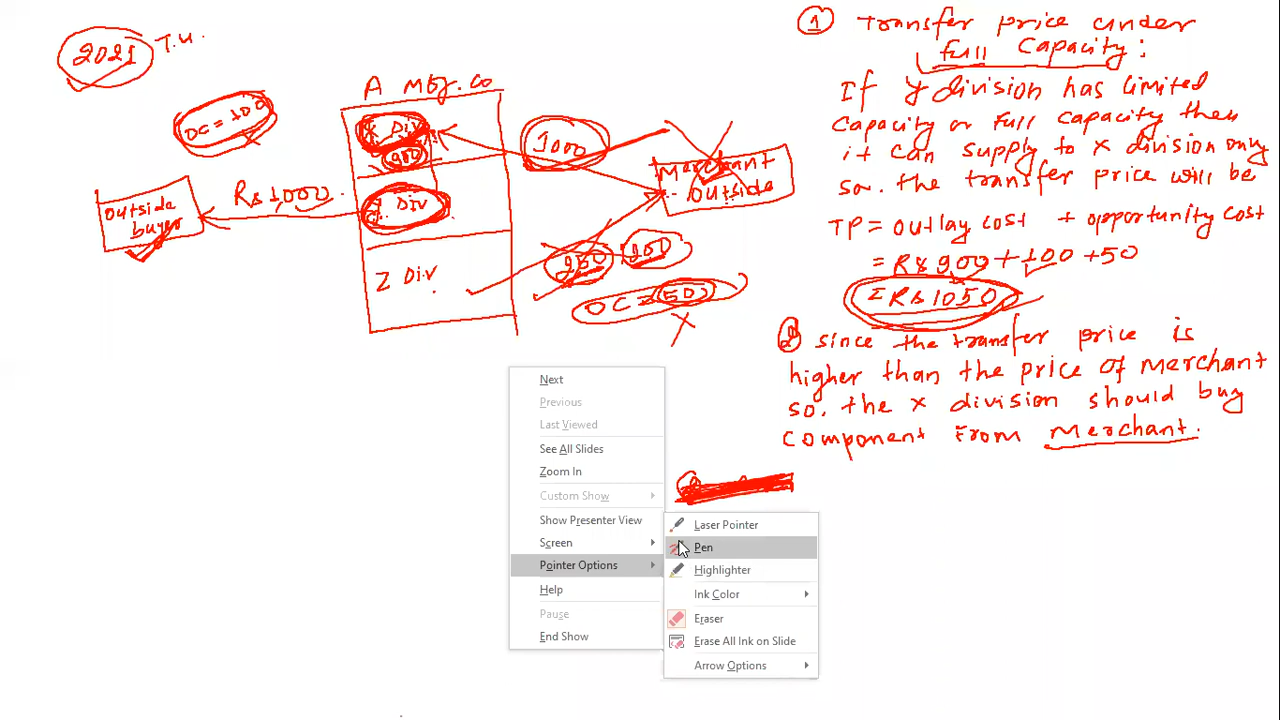 2021 T.U.
A Mfg. co
OC = 100
X Div
900
1000
Merchant
outside
Rs 1,000
outside
buyer
Y Div
Z Div
250
OC = 50
① Transfer price under
full capacity:
If Y division has limited
capacity or full capacity then
it can supply to X division only
so. the transfer price will be
TP = outlay cost + opportunity cost
= Rs 900 + 100 + 50
= Rs 1050
② since the transfer price is
higher than the price of Merchant
so. the X division should buy
component from Merchant.
Next
Previous
Last Viewed
See All Slides
Zoom In
Custom Show
Show Presenter View
Screen
Pointer Options
Help
Pause
End Show
Laser Pointer
Pen
Highlighter
Ink Color
Eraser
Erase All Ink on Slide
Arrow Options